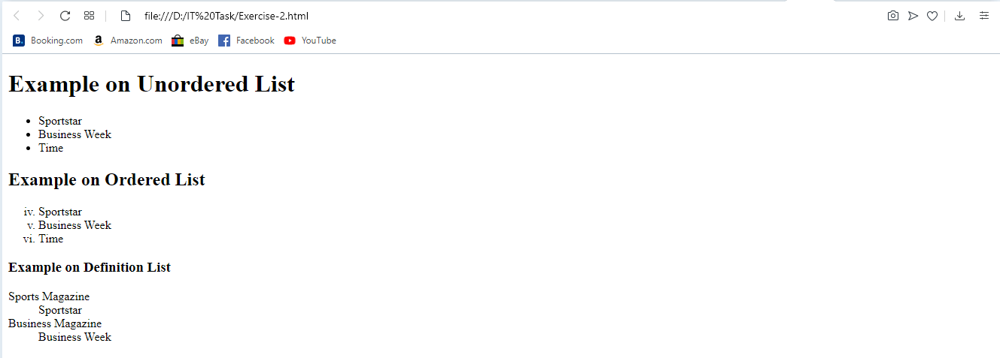 file:///D:/IT%20Task/Exercise-2.html
B. Booking.com a Amazon.com eBay Facebook YouTube
Example on Unordered List
• Sportstar
• Business Week
• Time
Example on Ordered List
iv. Sportstar
v. Business Week
vi. Time
Example on Definition List
Sports Magazine
Sportstar
Business Magazine
Business Week